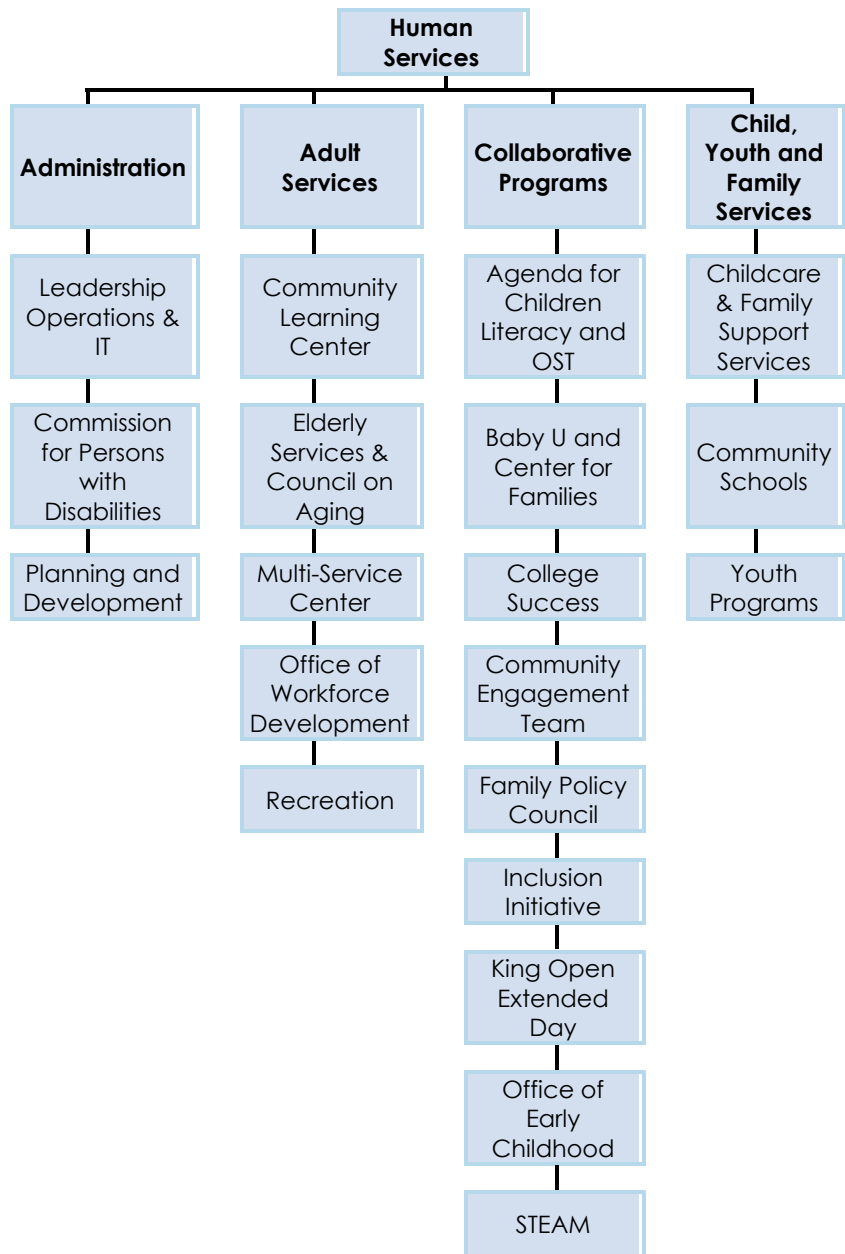 Human
Services
Administration
Adult
Services
Collaborative
Programs
Child,
Youth and
Family
Services
Leadership
Operations &
IT
Commission
for Persons
with
Disabilities
Planning and
Development
Community
Learning
Center
Elderly
Services &
Council on
Aging
Multi-Service
Center
Office of
Workforce
Development
Recreation
Agenda for
Children
Literacy and
OST
Baby U and
Center for
Families
College
Success
Community
Engagement
Team
Family Policy
Council
Inclusion
Initiative
King Open
Extended
Day
Office of
Early
Childhood
STEAM
Childcare
& Family
Support
Services
Community
Schools
Youth
Programs